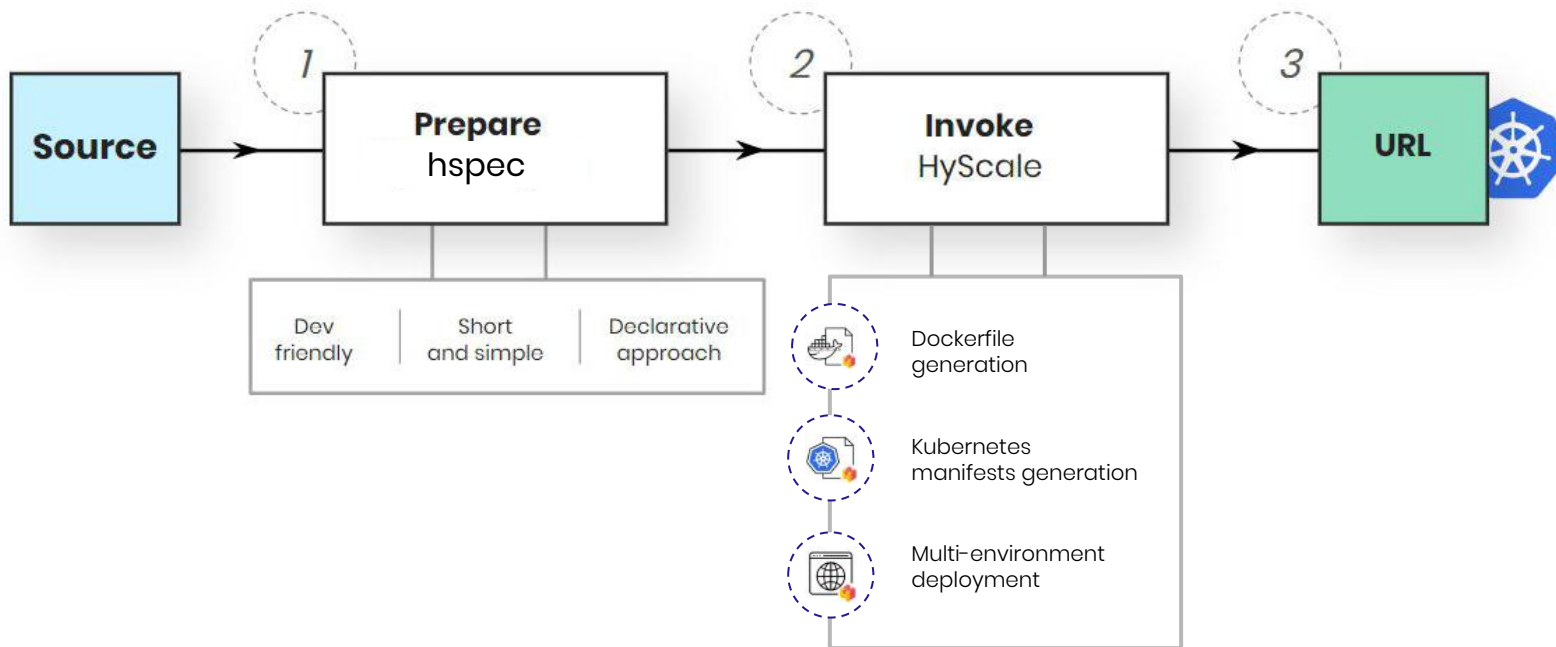 1
2
3
Source
Prepare
hspec
Invoke
HyScale
URL
Dev
friendly
Short
and simple
Declarative
approach
Dockerfile
generation
Kubernetes
manifests generation
Multi-environment
deployment